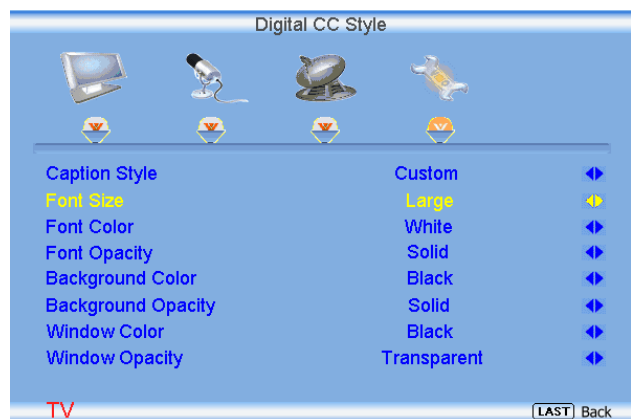 Digital CC Style
Caption Style Custom
Font Size Large
Font Color White
Font Opacity Solid
Background Color Black
Background Opacity Solid
Window Color Black
Window Opacity Transparent
TV LAST Back